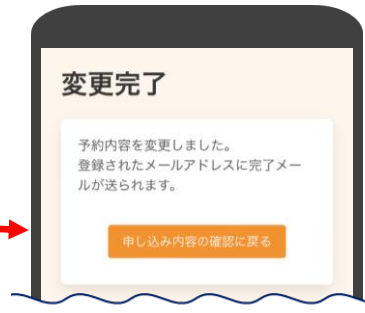 変更完了
予約内容を変更しました。
登録されたメールアドレスに完了メー
ルが送られます。
申し込み内容の確認に戻る